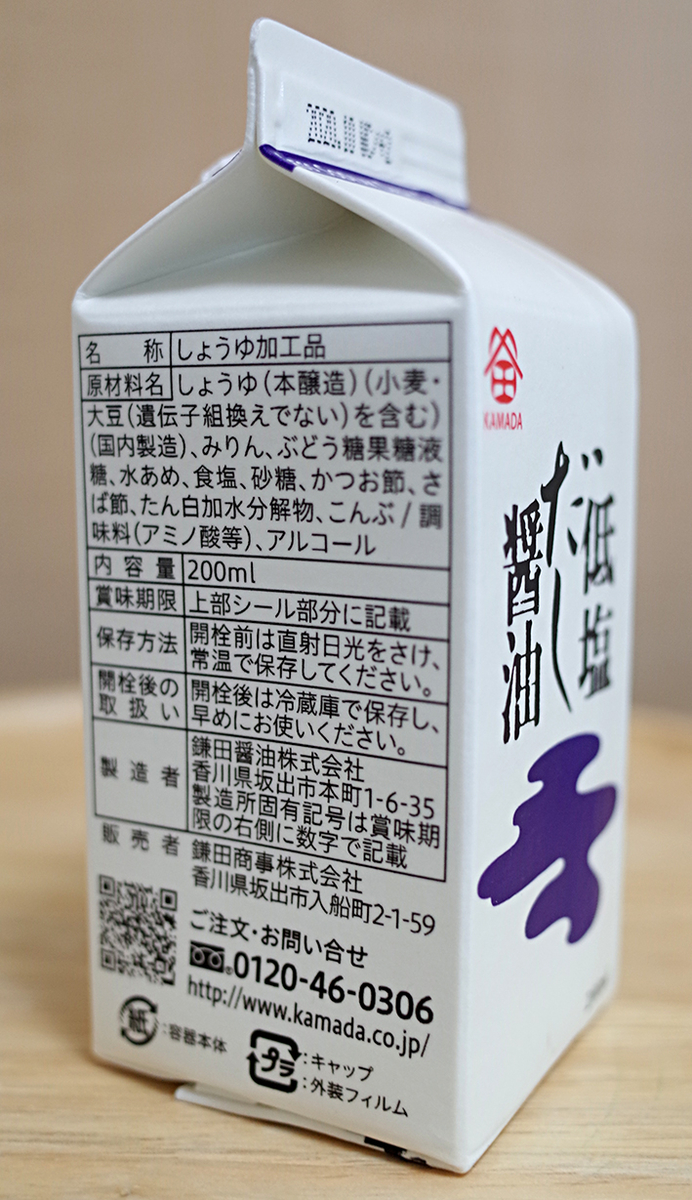 名称 しょうゆ加工品
原材料名 しょうゆ(本醸造)(小麦・
大豆(遺伝子組換えでない)を含む)
(国内製造)、みりん、ぶどう糖果糖液
糖、水あめ、食塩、砂糖、かつお節、さ
ば節、たん白加水分解物、こんぶ/調
味料(アミノ酸等)、アルコール
内容量 200ml
賞味期限 上部シール部分に記載
保存方法 開栓前は直射日光をさけ、
常温で保存してください。
開栓後の
取扱い
開栓後は冷蔵庫で保存し、
早めにお使いください。
製造者 鎌田醤油株式会社
香川県坂出市本町1-6-35
製造所固有記号は賞味期
限の右側に数字で記載
販売者 鎌田商事株式会社
香川県坂出市入船町2-1-59
ご注文・お問い合せ
0120-46-0306
http://www.kamada.co.jp/
紙:容器本体
プラ:キャップ
:外装フィルム
KAMADA
低塩
だし
醤油